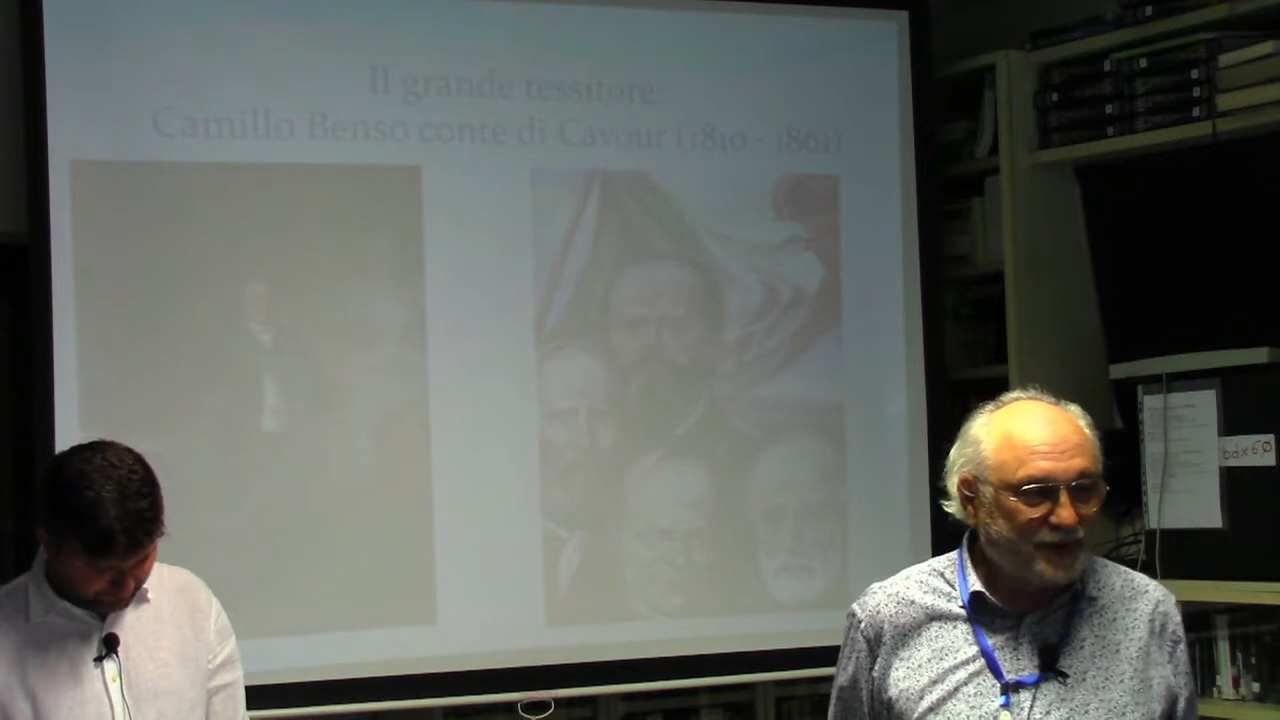 Il grande tessitore:
Camillo Benso conte di Cavour (1810 - 1861)
bdx60